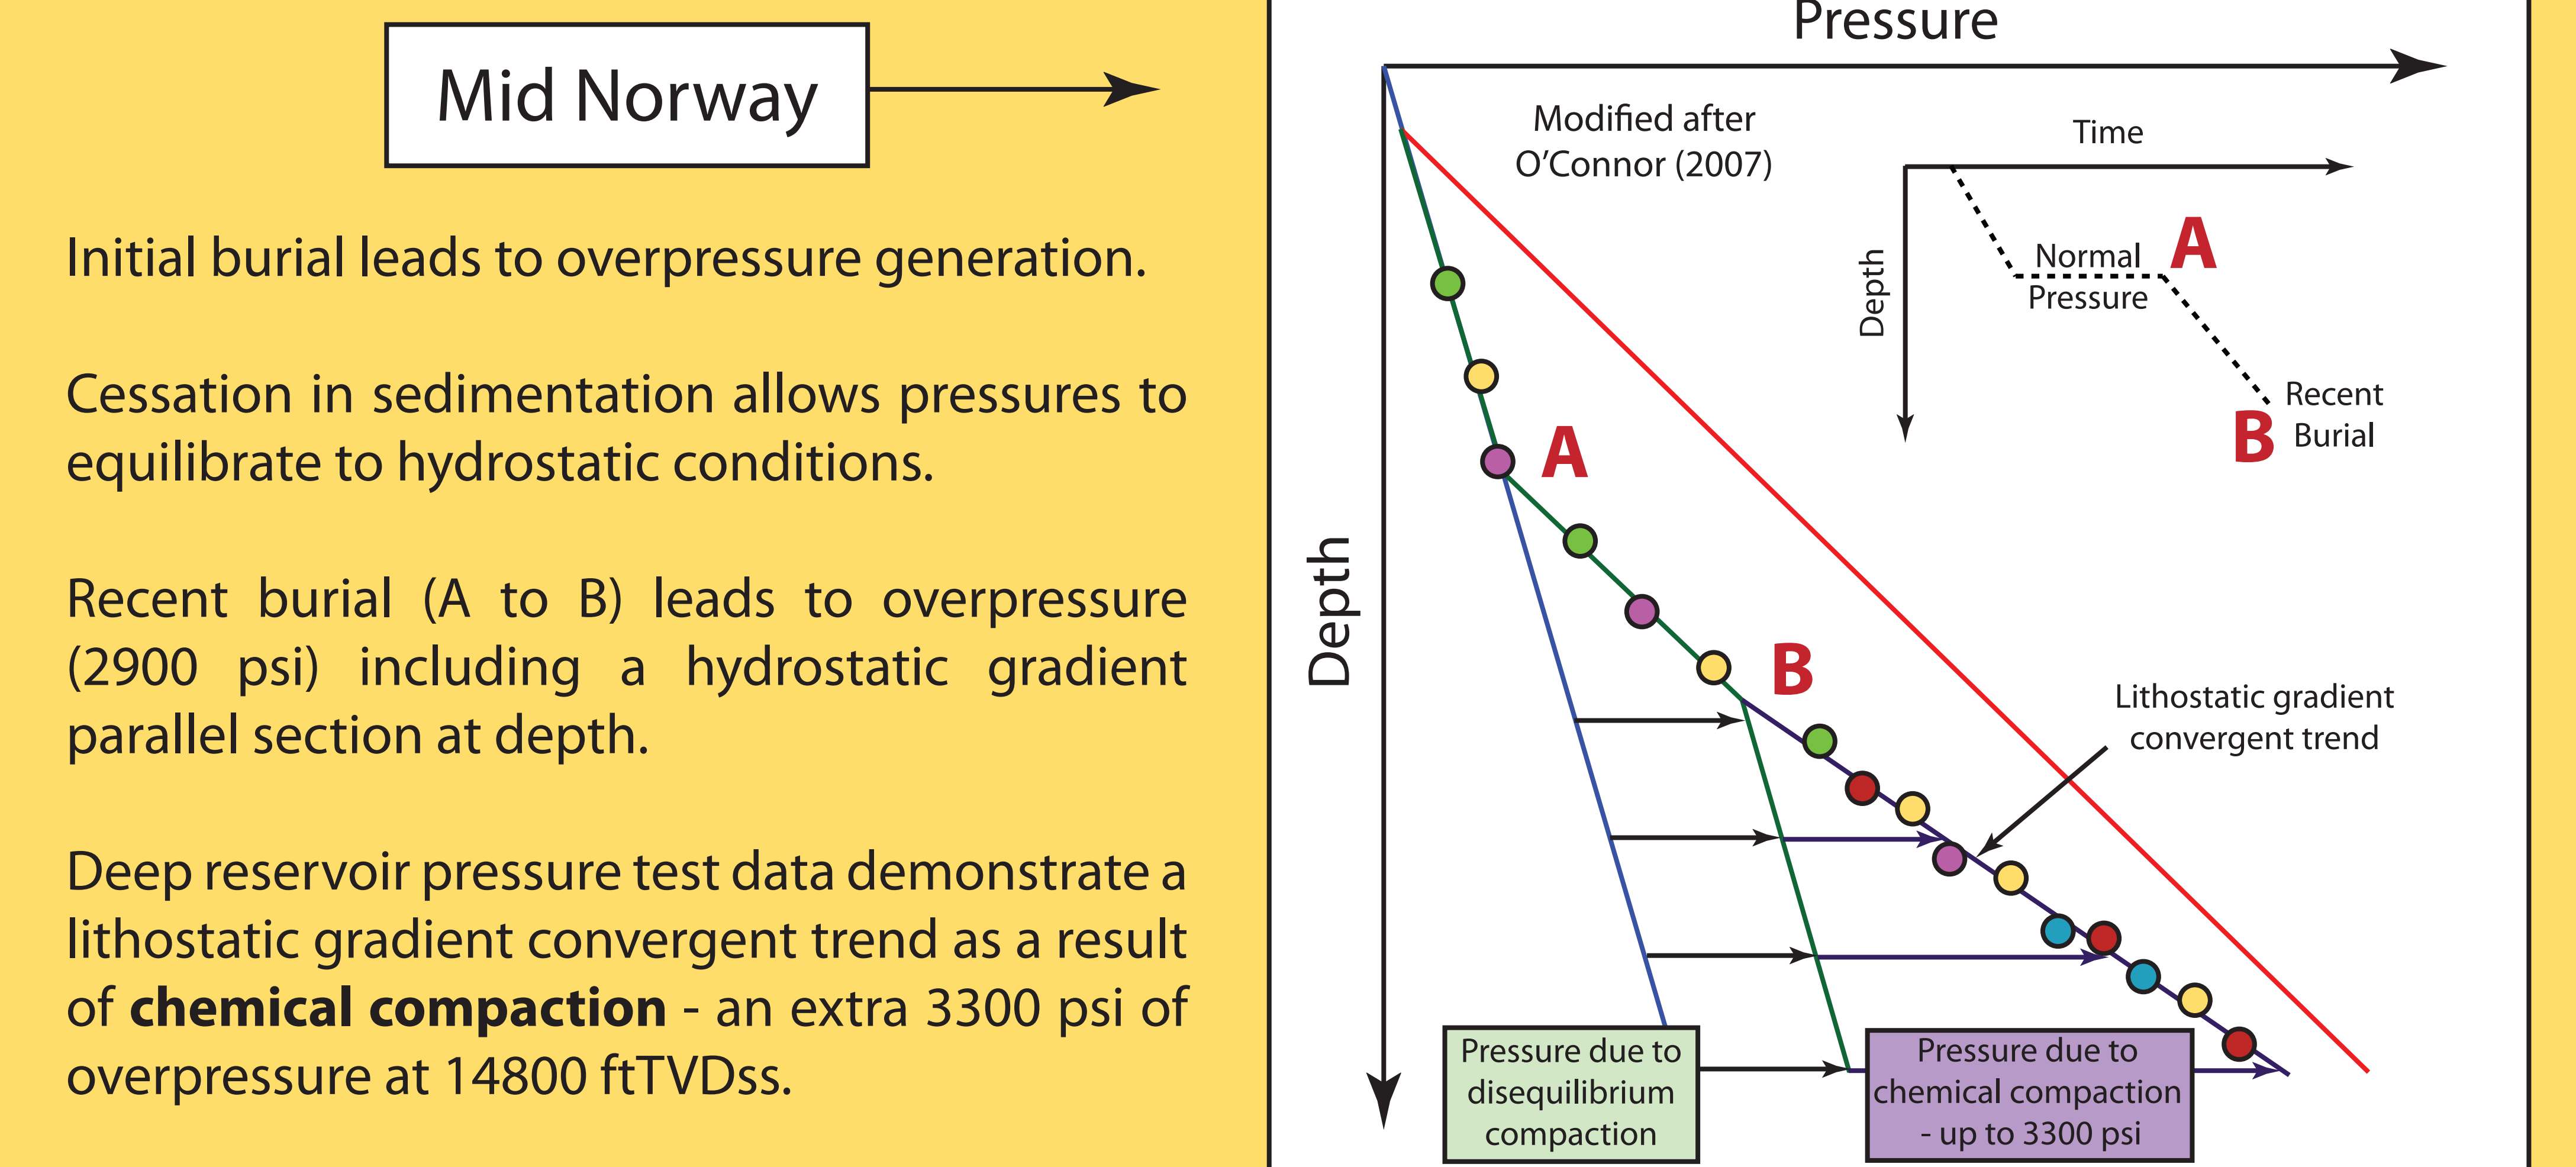 Mid Norway
Initial burial leads to overpressure generation.
Cessation in sedimentation allows pressures to
equilibrate to hydrostatic conditions.
Recent burial (A to B) leads to overpressure
(2900 psi) including a hydrostatic gradient
parallel section at depth.
Deep reservoir pressure test data demonstrate a
lithostatic gradient convergent trend as a result
of chemical compaction - an extra 3300 psi of
overpressure at 14800 ftTVDss.
Pressure
Modified after
O'Connor (2007)
Time
Depth
Normal
Pressure
A
Recent
Burial
B
Depth
A
B
Lithostatic gradient
convergent trend
Pressure due to
disequilibrium
compaction
Pressure due to
chemical compaction
- up to 3300 psi